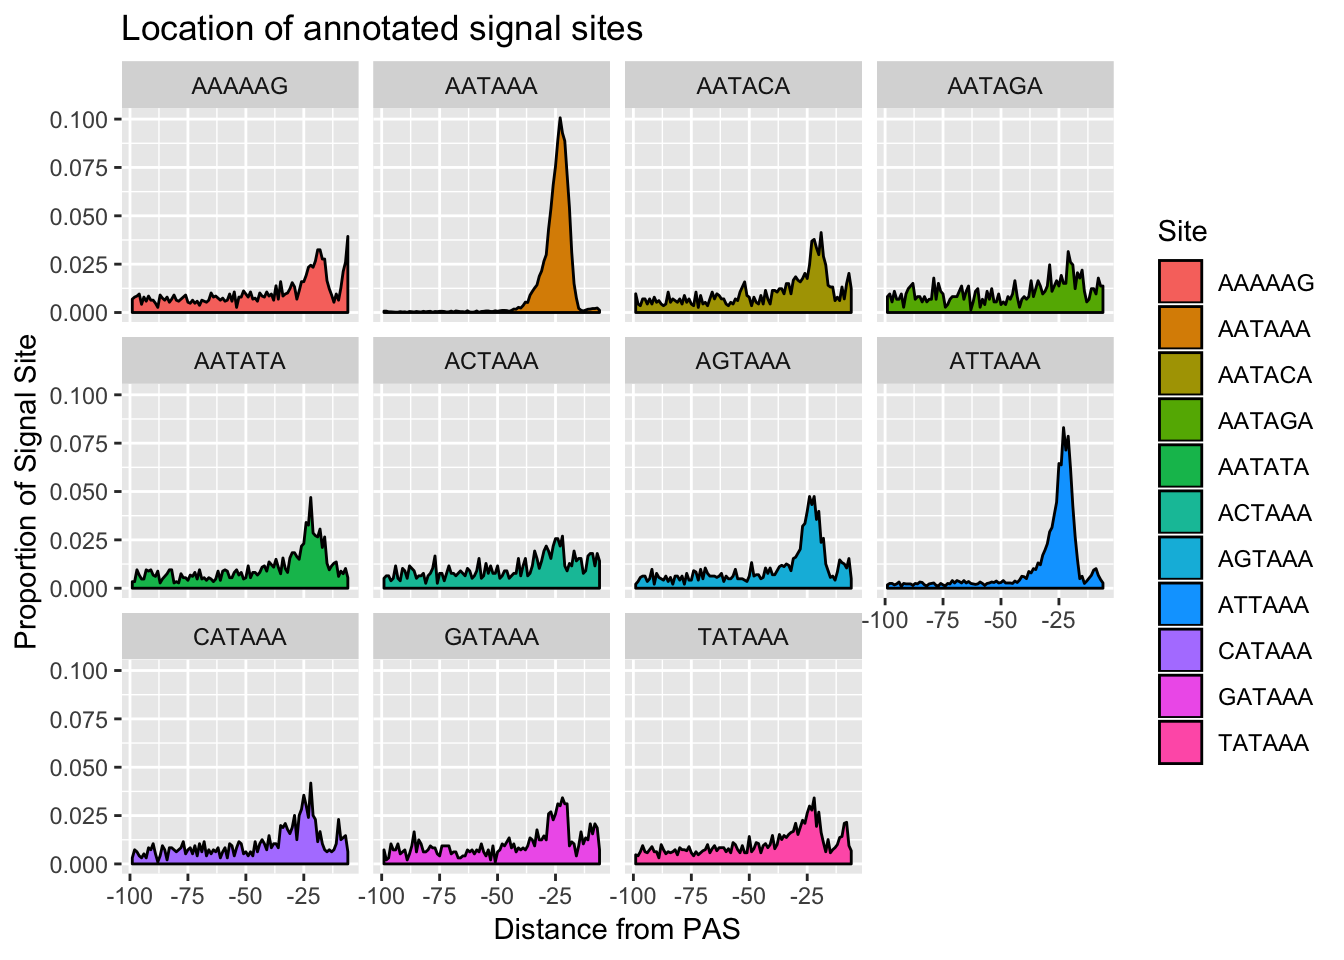 Location of annotated signal sites
AAAAAG AATAAA AATACA AATAGA
0.100
0.075
0.050
0.025
0.000
AATATA ACTAAA AGTAAA ATTAAA
0.100
0.075
0.050
0.025
0.000
-100 -75 -50 -25
CATAAA GATAAA TATAAA
0.100
0.075
0.050
0.025
0.000
-100 -75 -50 -25 -100 -75 -50 -25 -100 -75 -50 -25
Distance from PAS
Proportion of Signal Site
Site
AAAAAG
AATAAA
AATACA
AATAGA
AATATA
ACTAAA
AGTAAA
ATTAAA
CATAAA
GATAAA
TATAAA